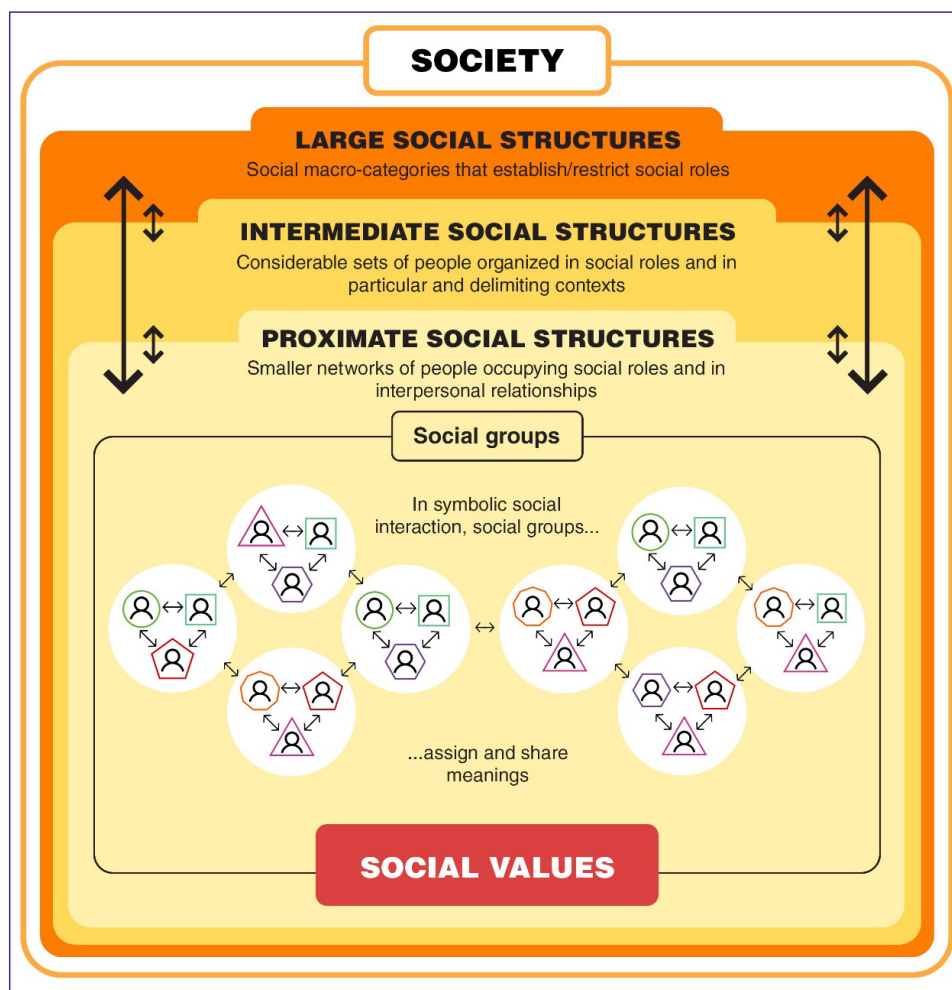 SOCIETY
LARGE SOCIAL STRUCTURES
Social macro-categories that establish/restrict social roles
INTERMEDIATE SOCIAL STRUCTURES
Considerable sets of people organized in social roles and in
particular and delimiting contexts
PROXIMATE SOCIAL STRUCTURES
Smaller networks of people occupying social roles and in
interpersonal relationships
Social groups
In symbolic social
interaction, social groups...
...assign and share
meanings
SOCIAL VALUES